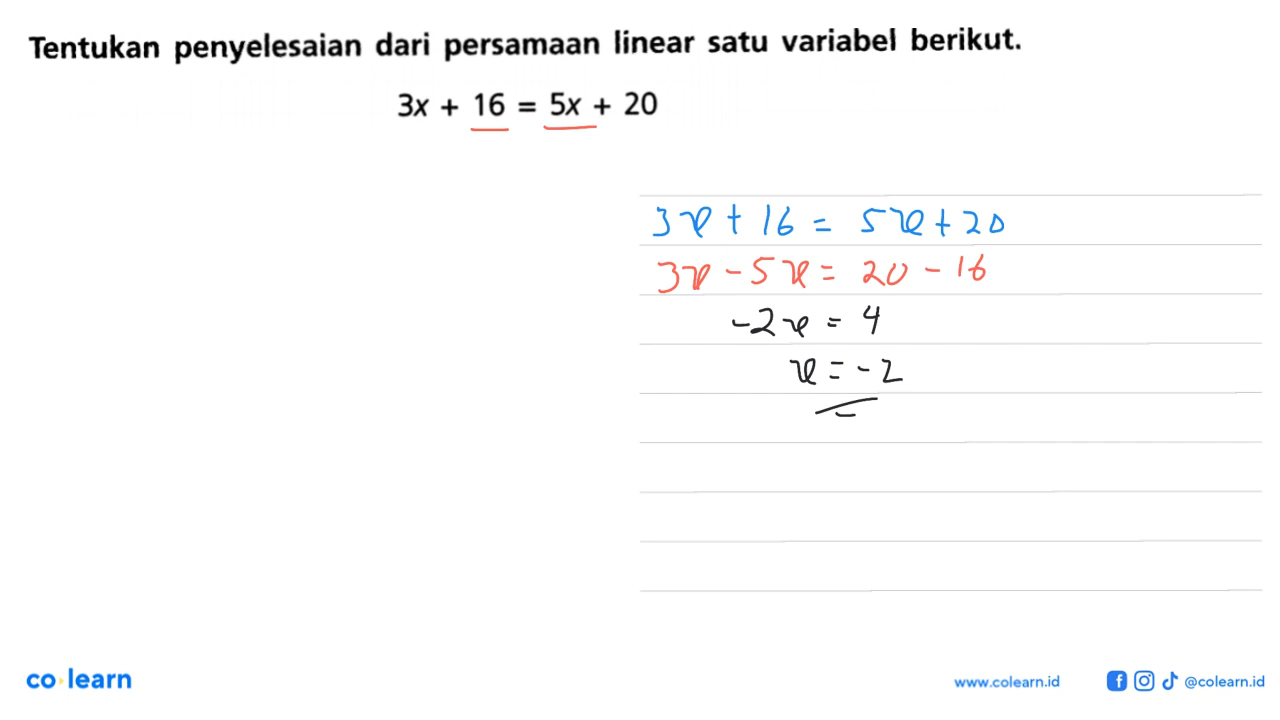 Tentukan penyelesaian dari persamaan linear satu variabel berikut.
3x + 16 = 5x + 20
3x + 16 = 5x + 20
3x - 5x = 20 - 16
-2x = 4
x = -2
co learn
www.colearn.id
@colearn.id